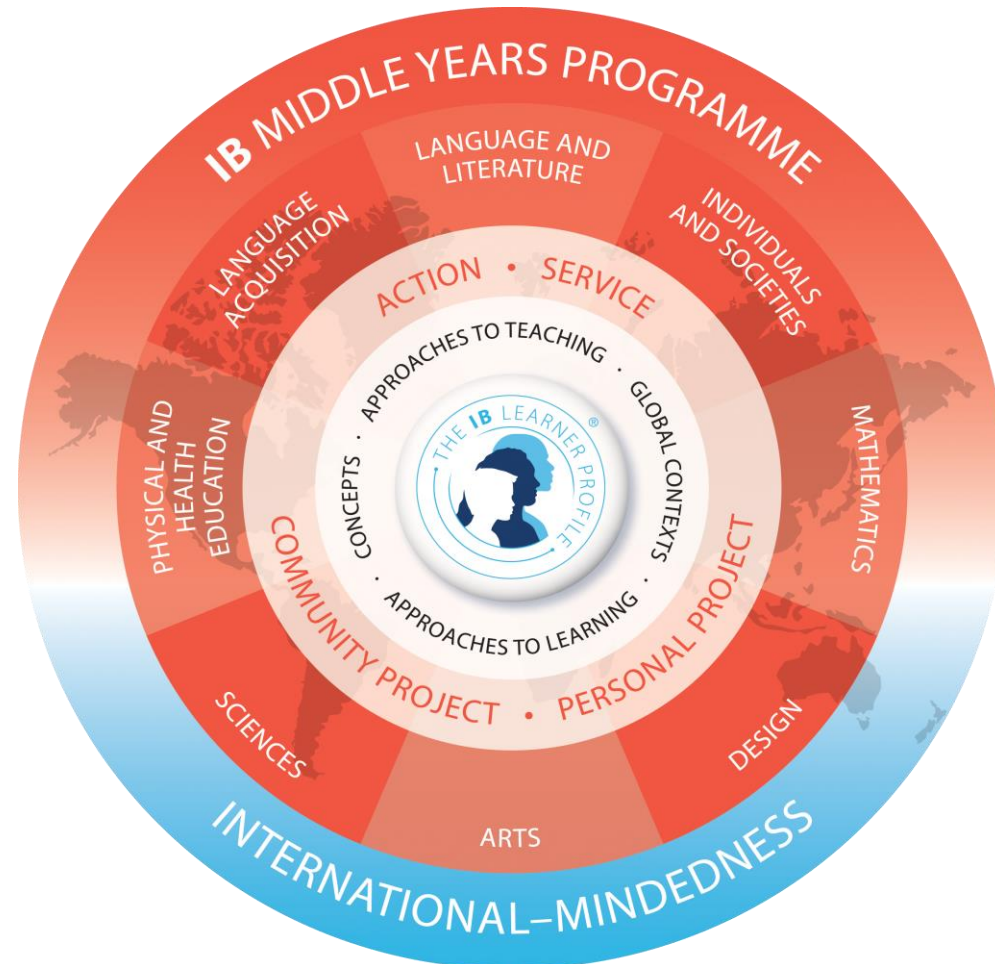 IB MIDDLE YEARS PROGRAMME
LANGUAGE AND
LITERATURE
INDIVIDUALS
AND SOCIETIES
MATHEMATICS
DESIGN
ARTS
SCIENCES
PHYSICAL AND
HEALTH
EDUCATION
LANGUAGE
ACQUISITION
ACTION • SERVICE
COMMUNITY PROJECT • PERSONAL PROJECT
APPROACHES TO TEACHING • GLOBAL CONTEXTS •
CONCEPTS • APPROACHES TO LEARNING
• THE IB LEARNER PROFILE •
®
INTERNATIONAL–MINDEDNESS